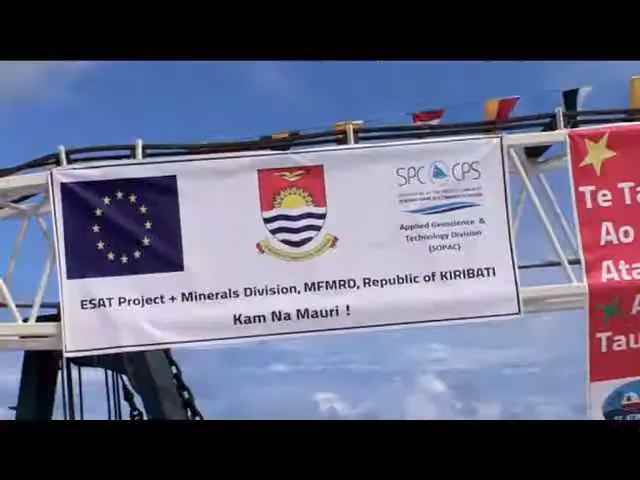 SPC CPS
Applied Geoscience &
Technology Division
(SOPAC)
ESAT Project + Minerals Division, MFMRD, Republic of KIRIBATI
Kam Na Mauri !
Te Ta
Ao
Ata
A
Tau